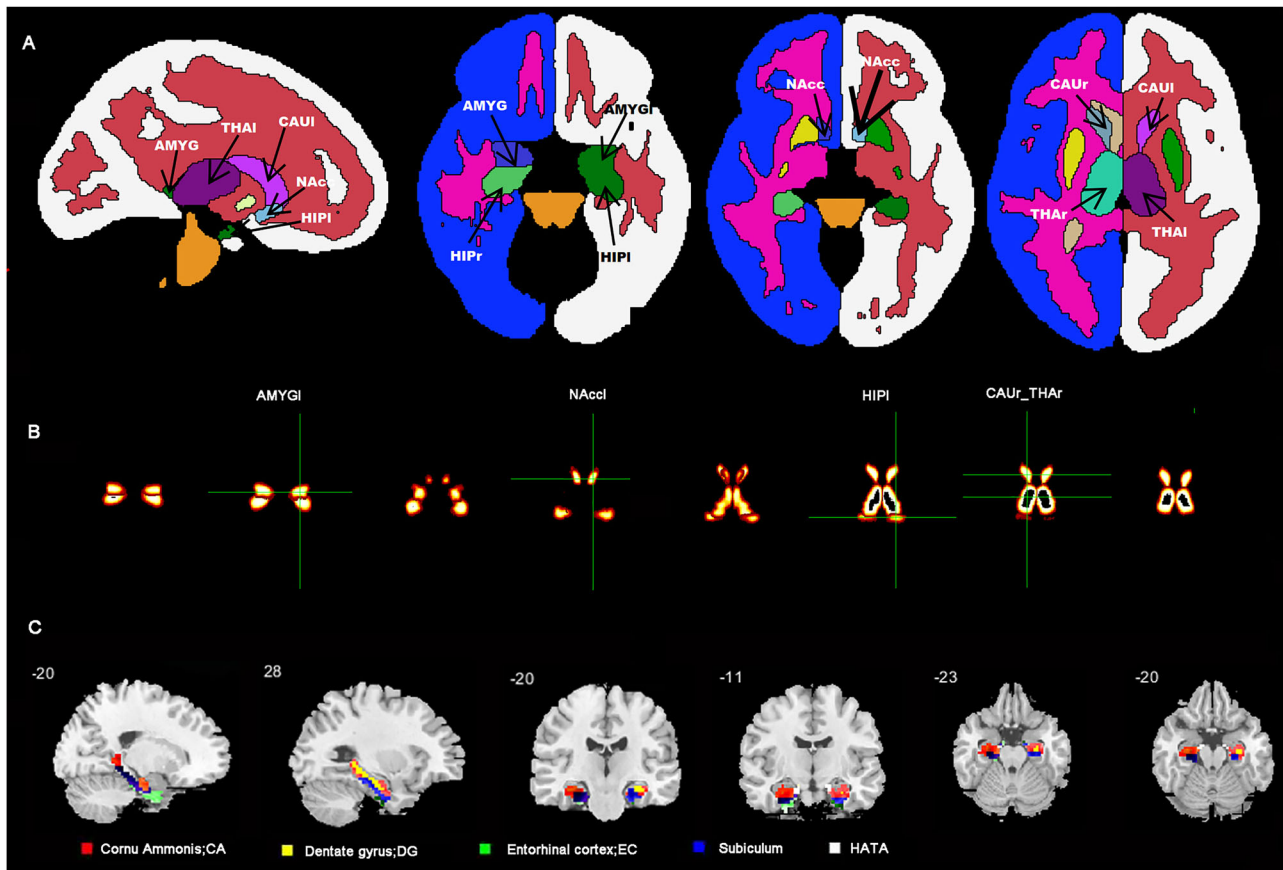 A
AMYG
THAl
CAUl
NAc
HIPl
AMYG
AMYGl
HIPr
HIPl
NAcc
NAcc
CAUr
CAUl
THAr
THAl
B
AMYGl
NAccl
HIPl
CAUr_THAr
C
-20
28
-20
-11
-23
-20
Cornu Ammonis;CA
Dentate gyrus;DG
Entorhinal cortex;EC
Subiculum
HATA